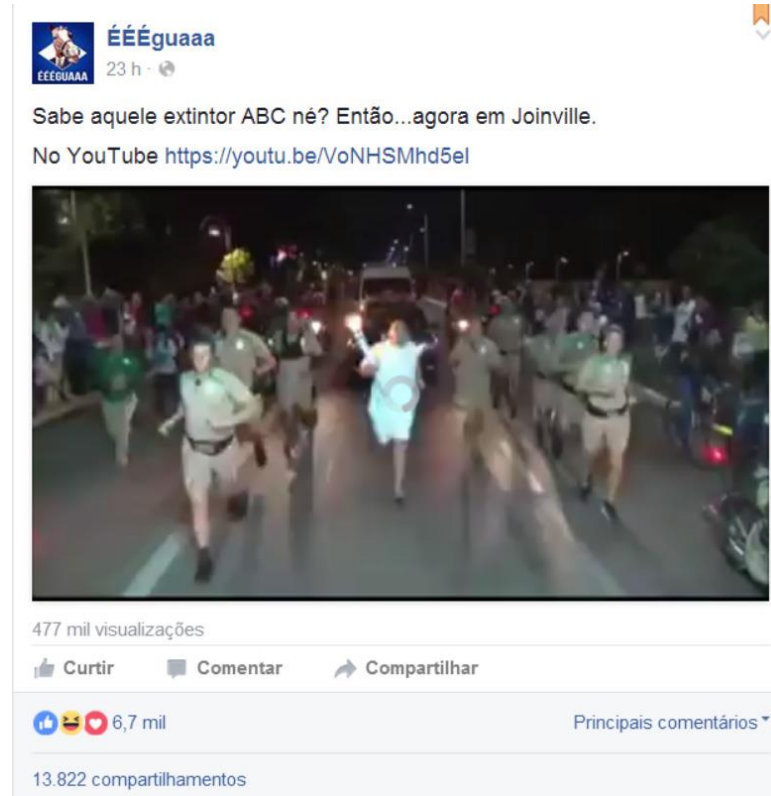 ÉÉÉguaaa
ÉÉÉGUAAA
23 h ·
Sabe aquele extintor ABC né? Então...agora em Joinville.
No YouTube https://youtu.be/VoNHSMhd5eI
477 mil visualizações
Curtir Comentar Compartilhar
6,7 mil Principais comentários
13.822 compartilhamentos